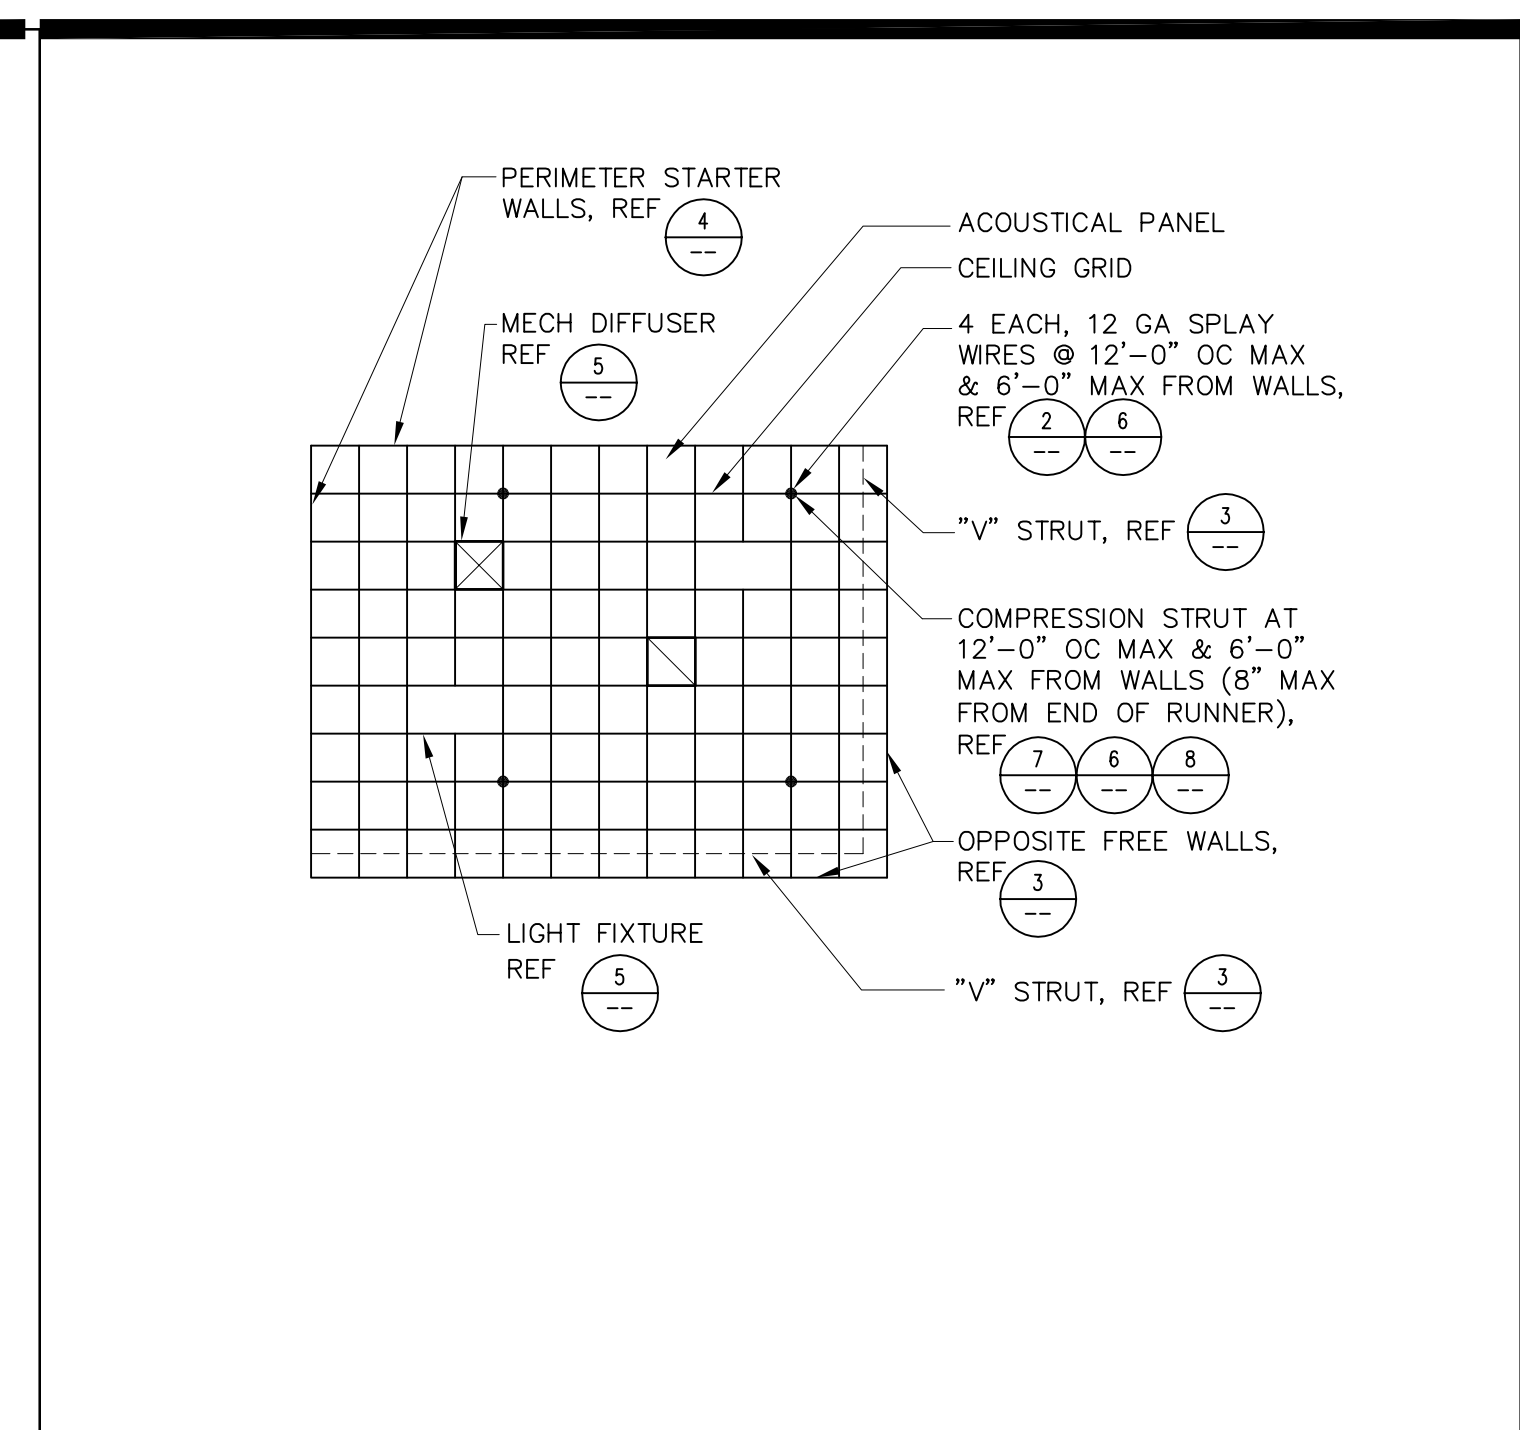 PERIMETER STARTER
WALLS, REF
4
--
MECH DIFFUSER
REF
5
--
ACOUSTICAL PANEL
CEILING GRID
4 EACH, 12 GA SPLAY
WIRES @ 12'-0" OC MAX
& 6'-0" MAX FROM WALLS,
REF
2 6
-- --
"V" STRUT, REF
3
--
COMPRESSION STRUT AT
12'-0" OC MAX & 6'-0"
MAX FROM WALLS (8" MAX
FROM END OF RUNNER),
REF
7 6 8
-- -- --
OPPOSITE FREE WALLS,
REF
3
--
LIGHT FIXTURE
REF
5
--
"V" STRUT, REF
3
--